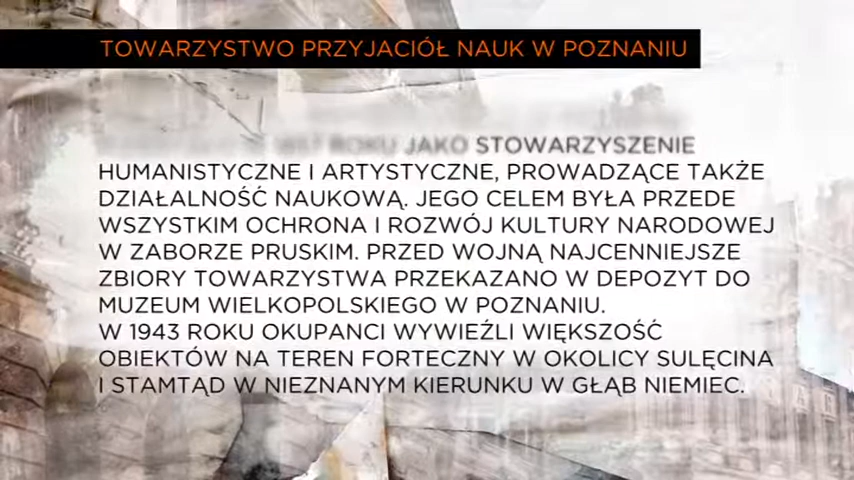 TOWARZYSTWO PRZYJACIÓŁ NAUK W POZNANIU
ROKU JAKO STOWARZYSZENIE
HUMANISTYCZNE I ARTYSTYCZNE, PROWADZĄCE TAKŻE
DZIAŁALNOŚĆ NAUKOWĄ. JEGO CELEM BYŁA PRZEDE
WSZYSTKIM OCHRONA I ROZWÓJ KULTURY NARODOWEJ
W ZABORZE PRUSKIM. PRZED WOJNĄ NAJCENNIEJSZE
ZBIORY TOWARZYSTWA PRZEKAZANO W DEPOZYT DO
MUZEUM WIELKOPOLSKIEGO W POZNANIU.
W 1943 ROKU OKUPANCI WYWIEŹLI WIĘKSZOŚĆ
OBIEKTÓW NA TEREN FORTECZNY W OKOLICY SULĘCINA
I STAMTĄD W NIEZNANYM KIERUNKU W GŁĄB NIEMIEC.